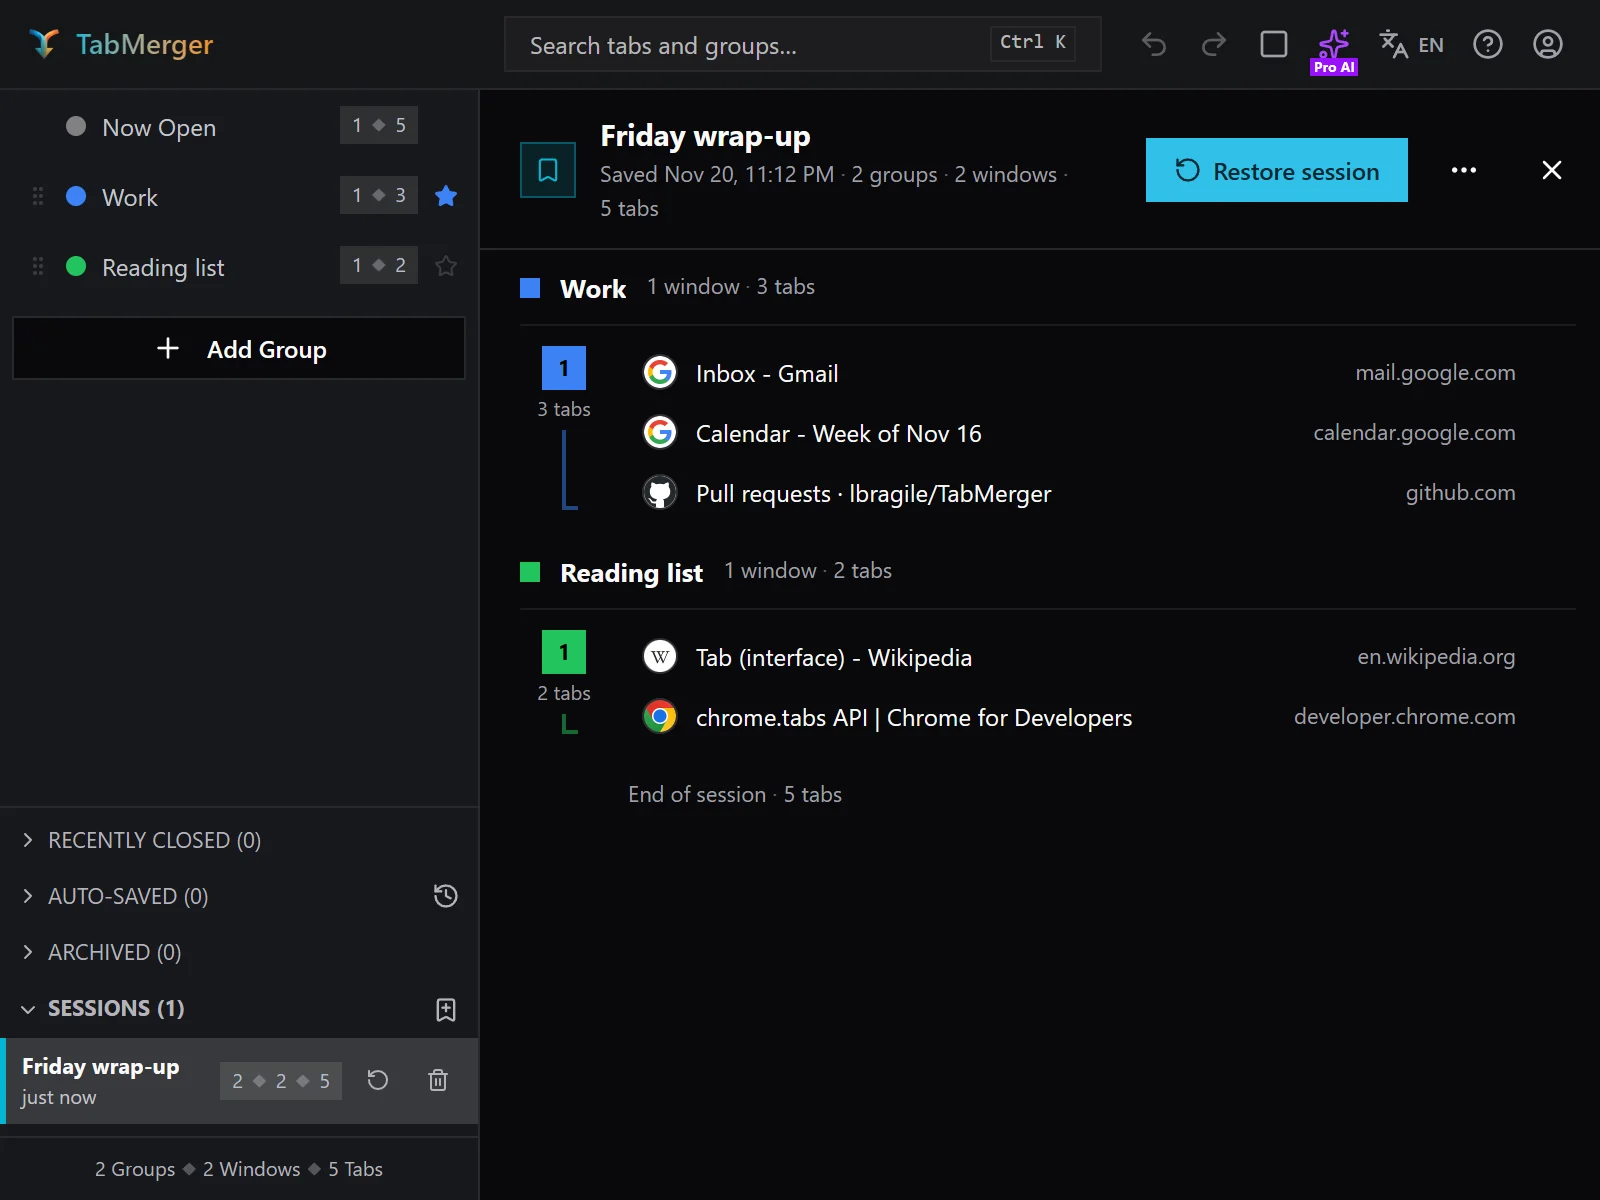 TabMerger
Search tabs and groups...
Ctrl K
Pro AI
EN
Now Open
1 ◆ 5
Work
1 ◆ 3
Reading list
1 ◆ 2
Add Group
RECENTLY CLOSED (0)
AUTO-SAVED (0)
ARCHIVED (0)
SESSIONS (1)
Friday wrap-up
just now
2 ◆ 2 ◆ 5
2 Groups ◆ 2 Windows ◆ 5 Tabs
Friday wrap-up
Saved Nov 20, 11:12 PM · 2 groups · 2 windows ·
5 tabs
Restore session
Work
1 window · 3 tabs
1
3 tabs
Inbox - Gmail
mail.google.com
Calendar - Week of Nov 16
calendar.google.com
Pull requests · lbragile/TabMerger
github.com
Reading list
1 window · 2 tabs
1
2 tabs
W
Tab (interface) - Wikipedia
en.wikipedia.org
chrome.tabs API | Chrome for Developers
developer.chrome.com
End of session · 5 tabs